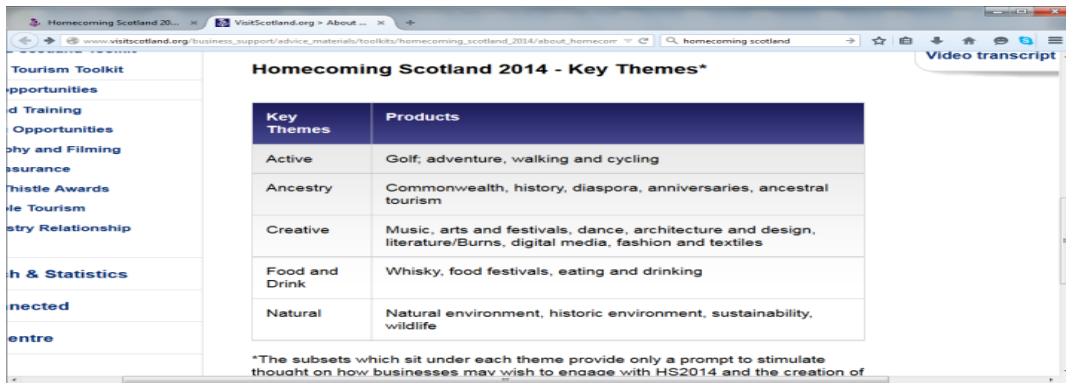 Homecoming Scotland 20...
VisitScotland.org > About ...
www.visitscotland.org/business_support/advice_materials/toolkits/homecoming_scotland_2014/about_homecom
homecoming scotland
Tourism Toolkit
pportunities
d Training
Opportunities
phy and Filming
ssurance
Thistle Awards
le Tourism
stry Relationship
h & Statistics
nnected
entre
Video transcript
Homecoming Scotland 2014 - Key Themes*
Key Themes
Products
Active
Golf; adventure, walking and cycling
Ancestry
Commonwealth, history, diaspora, anniversaries, ancestral
tourism
Creative
Music, arts and festivals, dance, architecture and design,
literature/Burns, digital media, fashion and textiles
Food and
Drink
Whisky, food festivals, eating and drinking
Natural
Natural environment, historic environment, sustainability,
wildlife
*The subsets which sit under each theme provide only a prompt to stimulate
thought on how businesses may wish to engage with HS2014 and the creation of